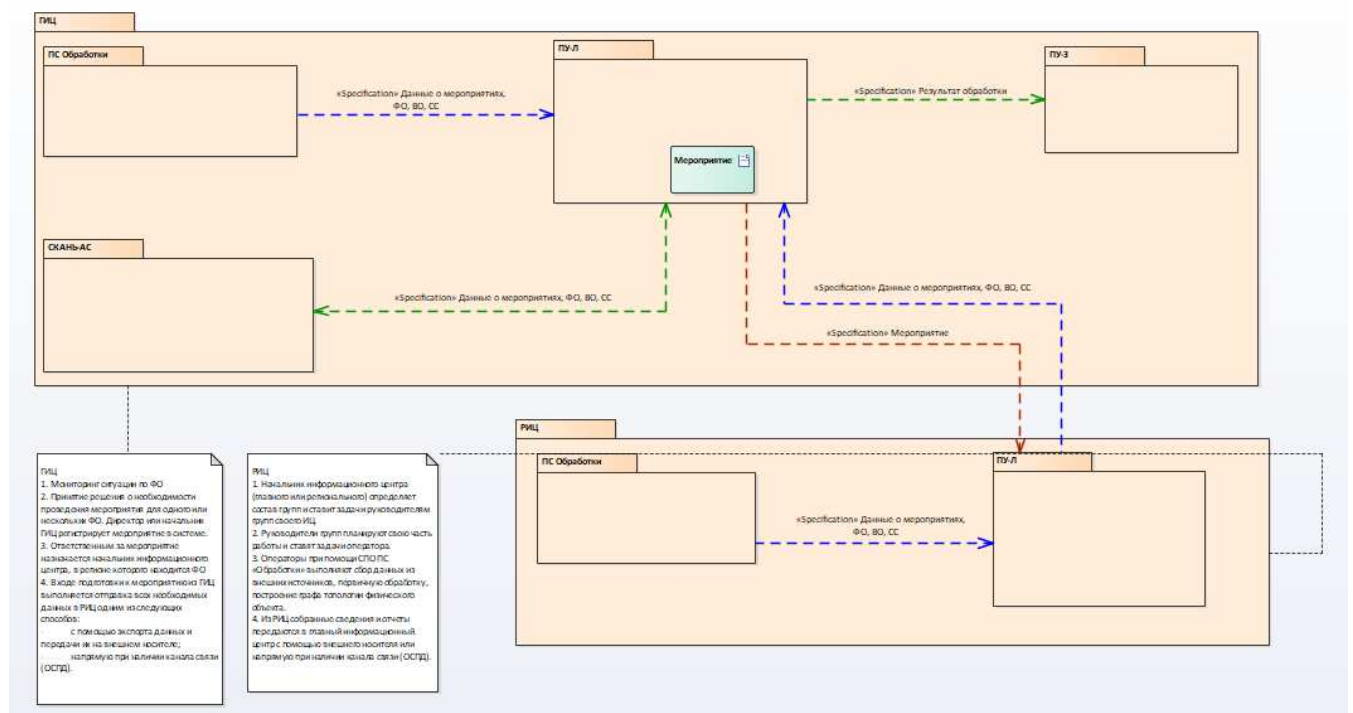 ГИЦ
ПС Обработки
ПУ-Л
ПУ-З
«Specification» Данные о мероприятиях,
ФО, ВО, СС
«Specification» Результат обработки
Мероприятие
СКАНЬ-АС
«Specification» Данные о мероприятиях, ФО, ВО, СС
«Specification» Данные о мероприятиях, ФО, ВО, СС
«Specification» Мероприятие
РИЦ
ПС Обработки
ПУ-Л
«Specification» Данные о мероприятиях,
ФО, ВО, СС
ГИЦ
1. Мониторинг ситуации по ФО
2. Принятие решения о необходимости
проведения мероприятия для одного или
нескольких ФО. Директор или начальник
ГИЦ регистрирует мероприятие в системе.
3. Ответственным за мероприятие
назначается начальник информационного
центра, в регионе которого находится ФО
4. В ходе подготовки к мероприятию из ГИЦ
выполняется отправка всех необходимых
данных в РИЦ одним из следующих
способов:
с помощью экспорта данных и
передачи их на внешнем носителе;
напрямую при наличии канала связи
(ОСПД).
РИЦ
1. Начальник информационного центра
(главного или регионального) определяет
состав групп и ставит задачи руководителям
групп своего ИЦ.
2. Руководители групп планируют свою часть
работы и ставят задачи оператора.
3. Операторы при помощи СПО ПС
«Обработки» выполняют сбор данных из
внешних источников, первичную обработку,
построение графа топологии физического
объекта.
4. Из РИЦ собранные сведения и отчеты
передаются в главный информационный
центр с помощью внешнего носителя или
напрямую при наличии канала связи (ОСПД).